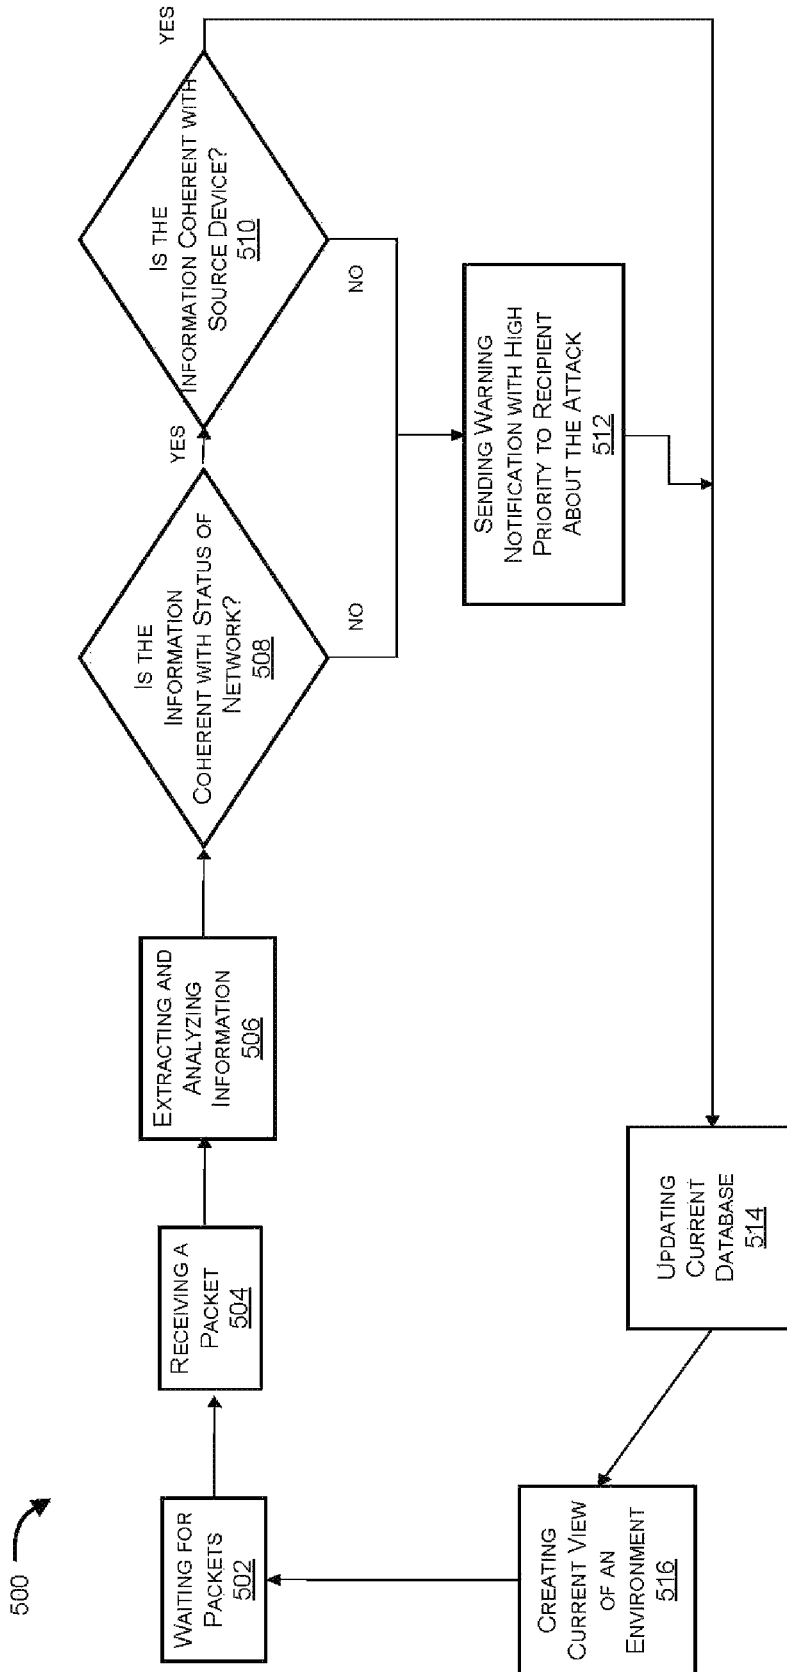 500
WAITING FOR
PACKETS
502
RECEIVING A
PACKET
504
EXTRACTING AND
ANALYZING
INFORMATION
506
IS THE
INFORMATION
COHERENT WITH STATUS OF
NETWORK?
508
YES
NO
IS THE
INFORMATION COHERENT WITH
SOURCE DEVICE?
510
YES
NO
SENDING WARNING
NOTIFICATION WITH HIGH
PRIORITY TO RECIPIENT
ABOUT THE ATTACK
512
UPDATING
CURRENT
DATABASE
514
CREATING
CURRENT VIEW
OF AN
ENVIRONMENT
516